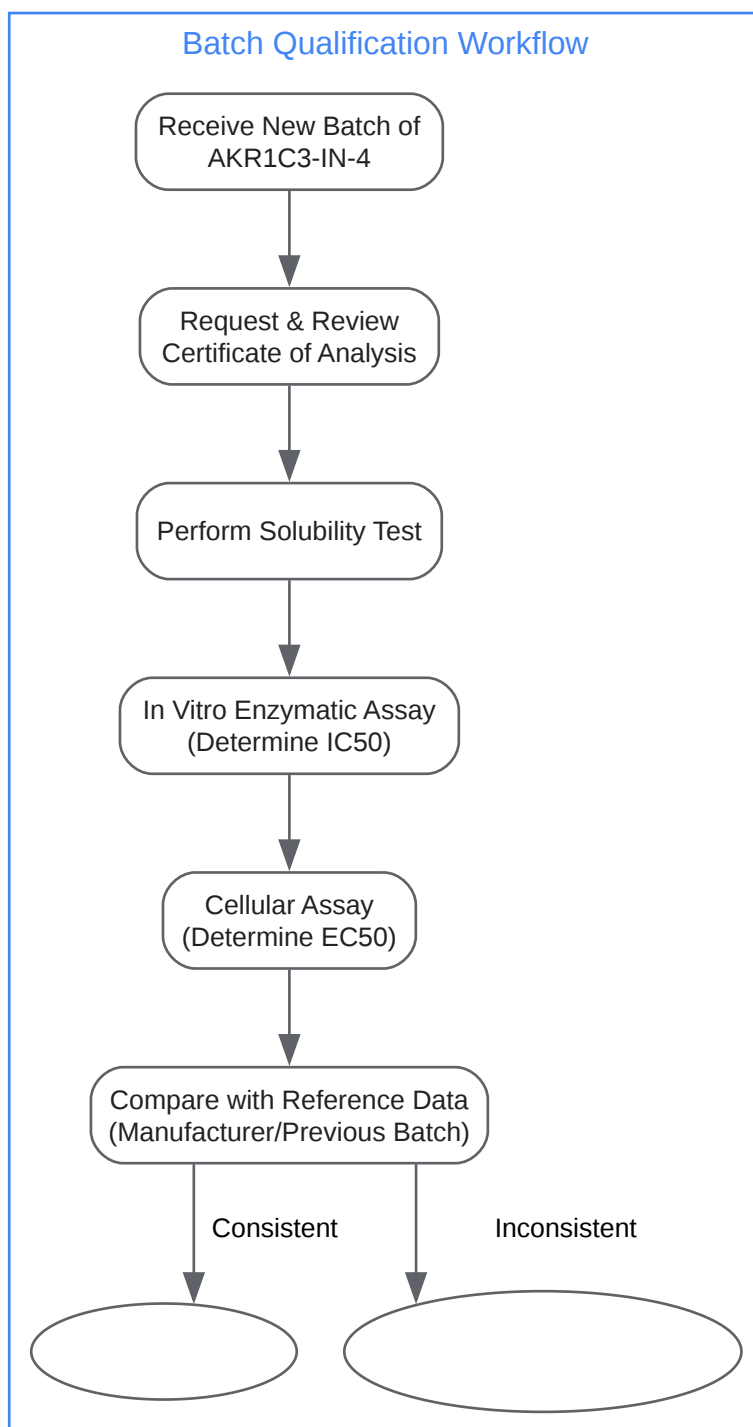 Batch Qualification Workflow
Receive New Batch of
AKR1C3-IN-4
Request & Review
Certificate of Analysis
Perform Solubility Test
In Vitro Enzymatic Assay
(Determine IC50)
Cellular Assay
(Determine EC50)
Compare with Reference Data
(Manufacturer/Previous Batch)
Consistent
Inconsistent